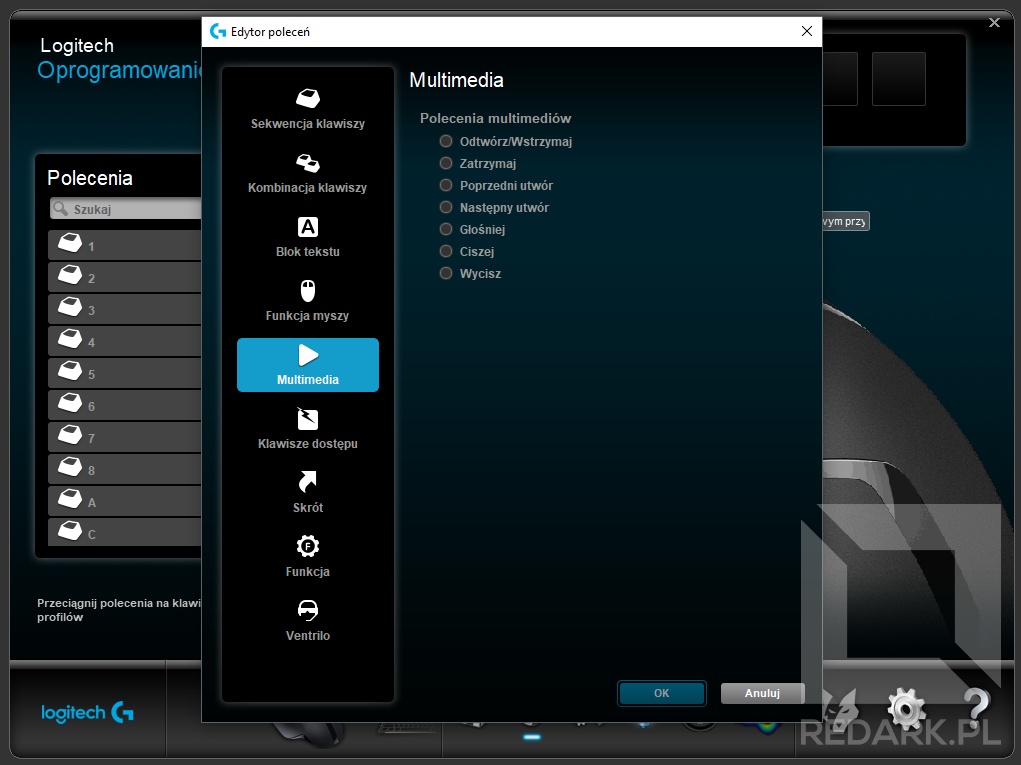 Edytor poleceń
Logitech
Oprogramowanie
Multimedia
Polecenia multimediów
Odtwórz/Wstrzymaj
Zatrzymaj
Poprzedni utwór
Następny utwór
Głośniej
Ciszej
Wycisz
Sekwencja klawiszy
Kombinacja klawiszy
A
Blok tekstu
Funkcja myszy
Multimedia
Klawisze dostępu
Skrót
F
Funkcja
Ventrilo
Polecenia
Szukaj
1
2
3
4
5
6
7
8
A
C
Przeciągnij polecenia na klawi
profilów
wym przy
OK
Anuluj
logitech G
?
REDARK.PL